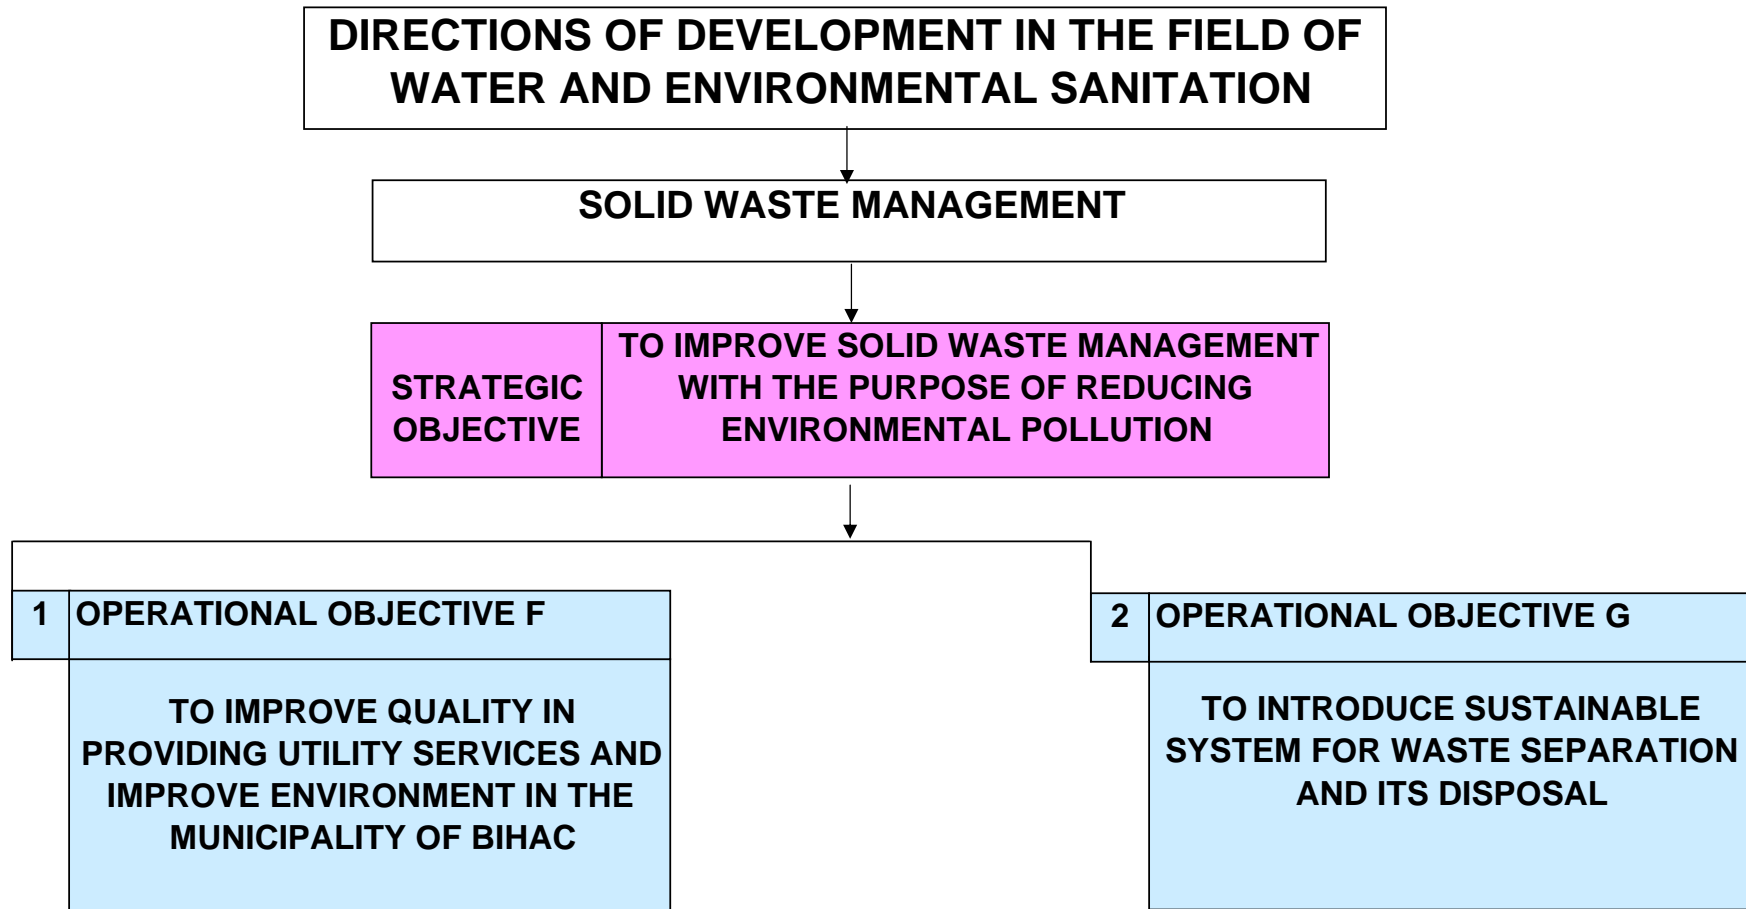 DIRECTIONS OF DEVELOPMENT IN THE FIELD OF
WATER AND ENVIRONMENTAL SANITATION
SOLID WASTE MANAGEMENT
STRATEGIC
OBJECTIVE
TO IMPROVE SOLID WASTE MANAGEMENT
WITH THE PURPOSE OF REDUCING
ENVIRONMENTAL POLLUTION
1 OPERATIONAL OBJECTIVE F
TO IMPROVE QUALITY IN
PROVIDING UTILITY SERVICES AND
IMPROVE ENVIRONMENT IN THE
MUNICIPALITY OF BIHAC
2 OPERATIONAL OBJECTIVE G
TO INTRODUCE SUSTAINABLE
SYSTEM FOR WASTE SEPARATION
AND ITS DISPOSAL